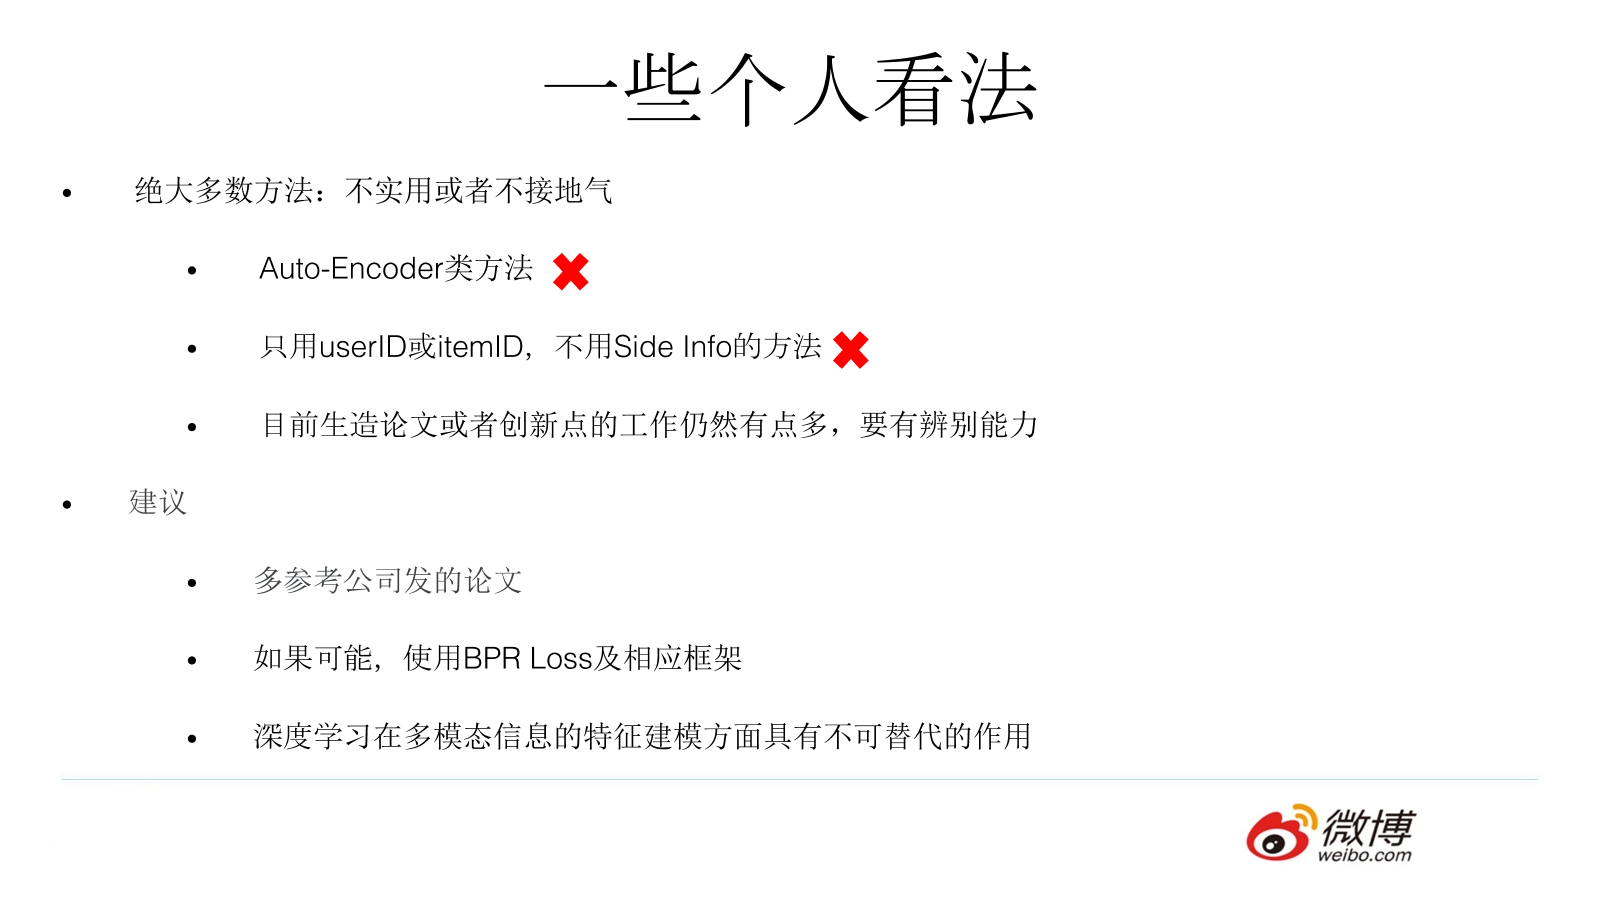 一些个人看法
绝大多数方法：不实用或者不接地气
Auto-Encoder类方法
只用userID或itemID，不用Side Info的方法
目前生造论文或者创新点的工作仍然有点多，要有辨别能力
建议
多参考公司发的论文
如果可能，使用BPR Loss及相应框架
深度学习在多模态信息的特征建模方面具有不可替代的作用
微博
weibo.com